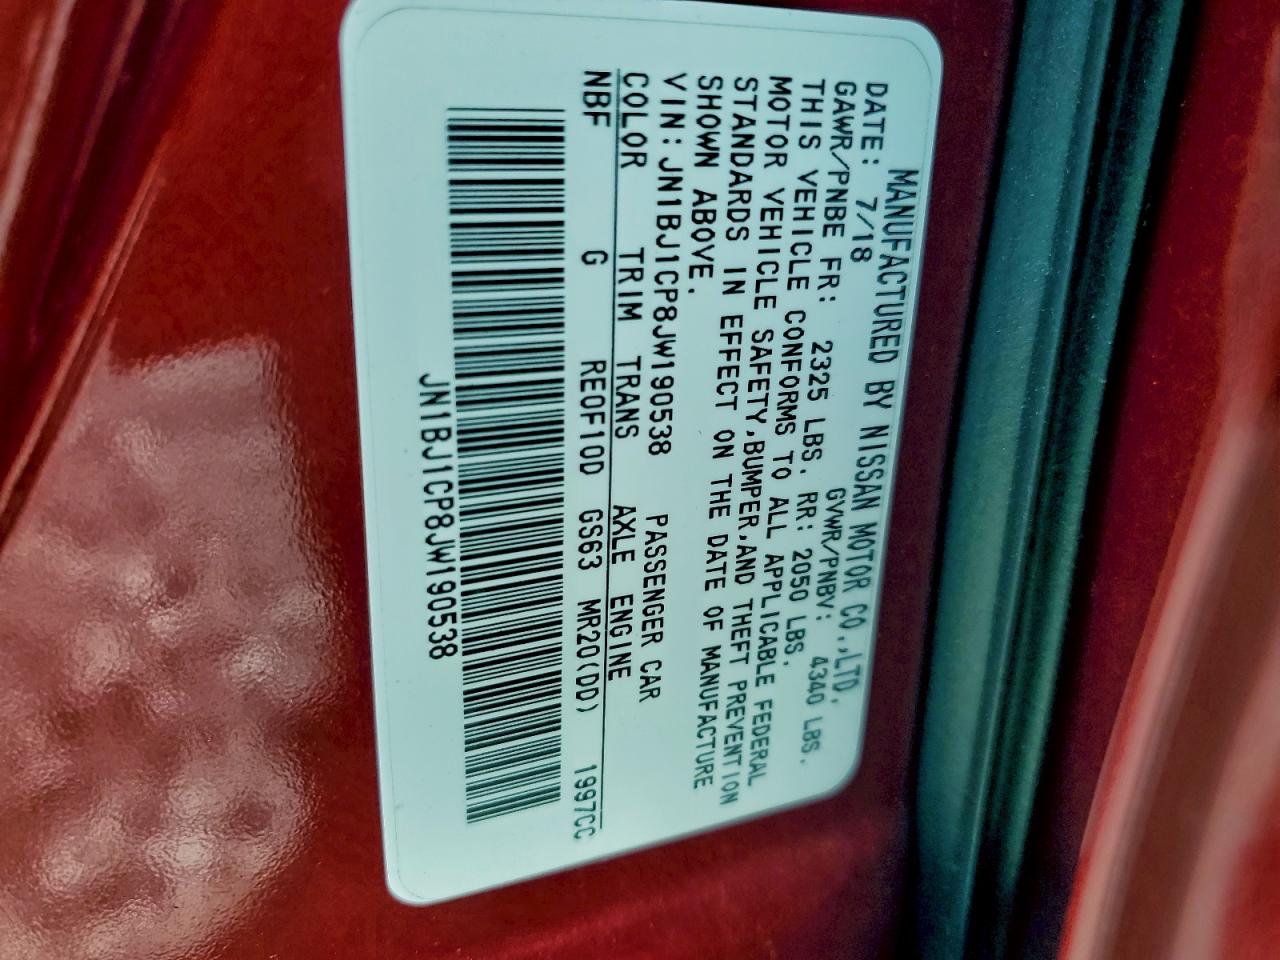 MANUFACTURED BY NISSAN MOTOR CO.,LTD.
DATE: 7/18 GVWR/PNBV: 4340 LBS.
GAWR/PNBE FR: 2325 LBS. RR: 2050 LBS.
THIS VEHICLE CONFORMS TO ALL APPLICABLE FEDERAL
MOTOR VEHICLE SAFETY,BUMPER,AND THEFT PREVENTION
STANDARDS IN EFFECT ON THE DATE OF MANUFACTURE
SHOWN ABOVE.
VIN: JN1BJ1CP8JW190538 PASSENGER CAR
COLOR TRIM TRANS AXLE ENGINE
NBF G RE0F10D GS63 MR20(DD) 1997CC
JN1BJ1CP8JW190538